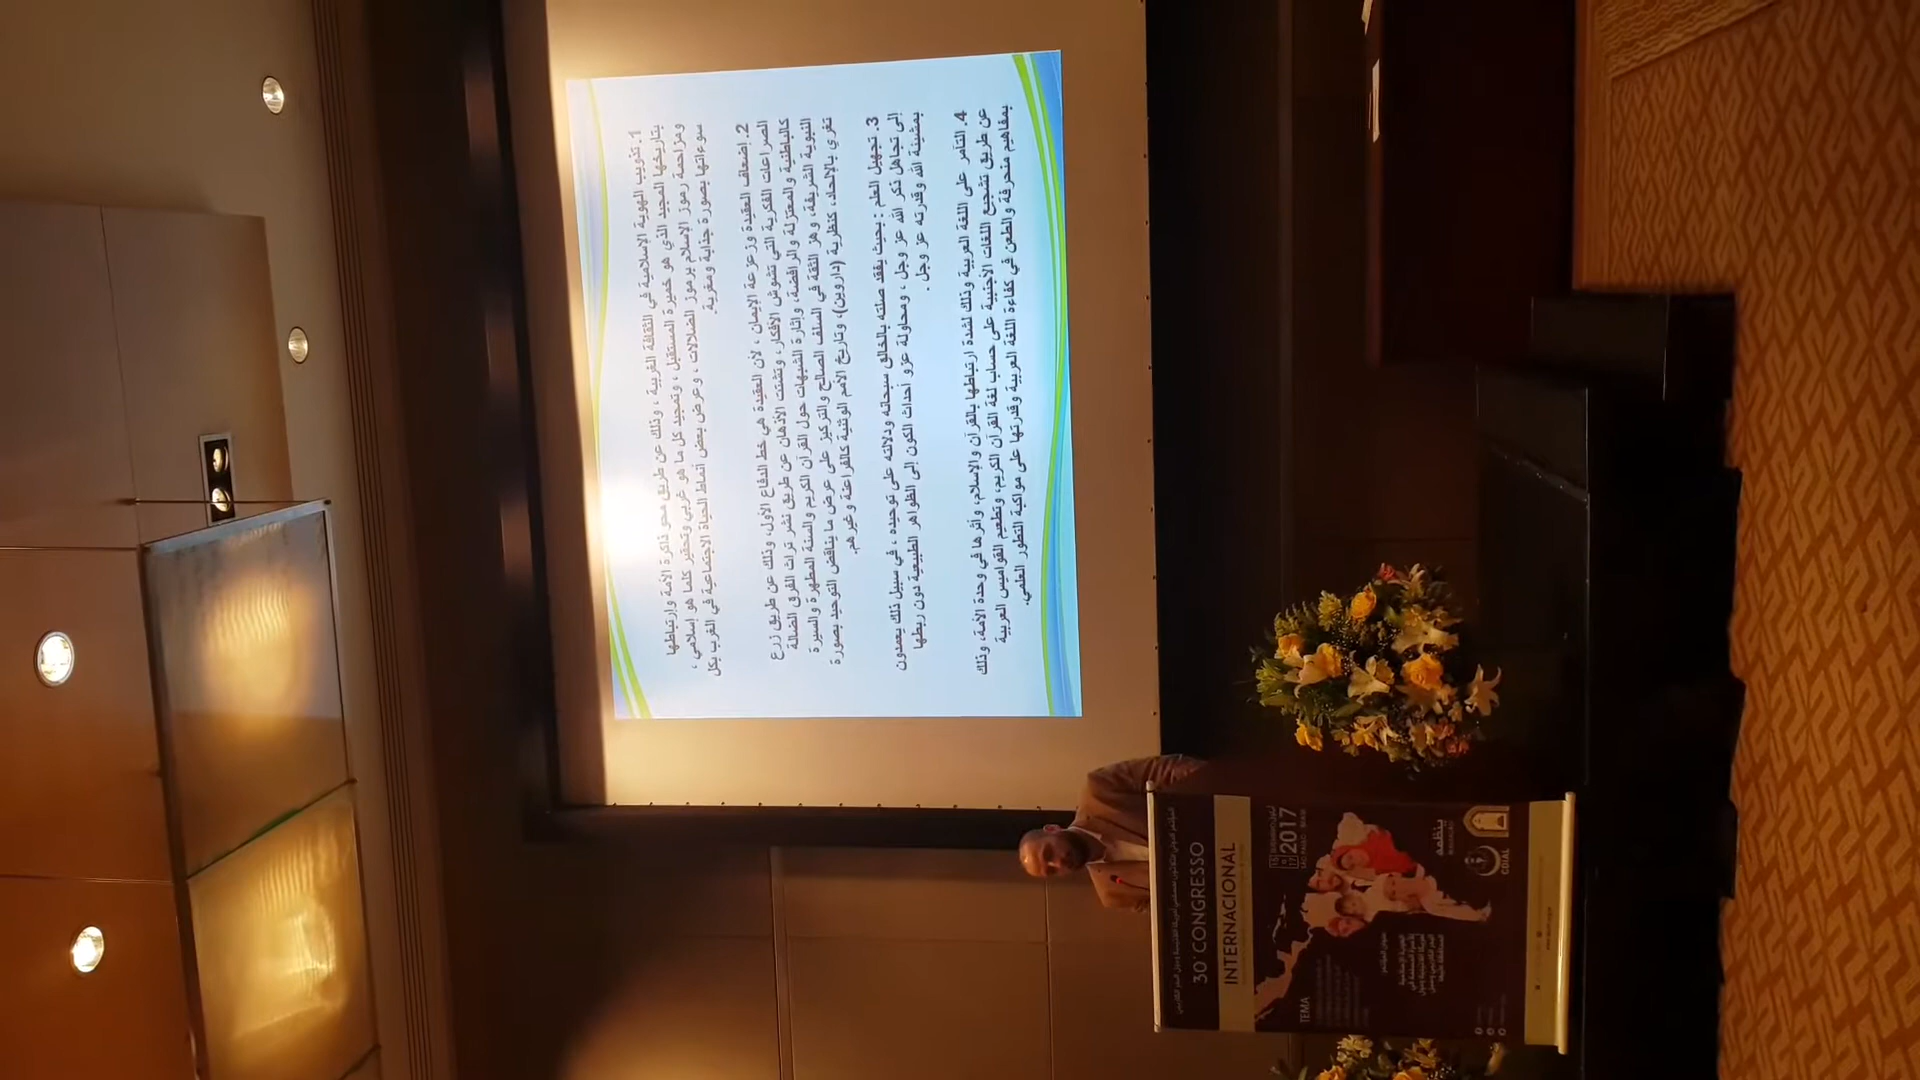 1. تذويب الهوية الإسلامية في الثقافة الغربية ، وذلك عن طريق محو ذاكرة الأمة وارتباطها
بتاريخها المجيد الذي هو خميرة المستقبل ، وتمجيد كل ما هو غربي وتحقير كلما هو إسلامي ،
ومزاحمة رموز الإسلام برموز الضلالات ، وعرض بعض أنماط الحياة الاجتماعية في الغرب بكل
سوءاتها بصورة جذابة ومغرية.
2. إضعاف العقيدة وزعزعة الإيمان ، لأن العقيدة هي خط الدفاع الأول، وذلك عن طريق زرع
الصراعات الفكرية التي تشوش الأفكار، وتشتت الأذهان عن طريق نشر تراث الفرق الضالة
كالباطنية والمعتزلة والرافضة، وإثارة الشبهات حول القرآن الكريم والسنة المطهرة والسيرة
النبوية الشريفة، وهز الثقة في السلف الصالح والتركيز على عرض ما يناقض التوحيد بصورة
تغري بالإلحاد، كنظرية (داروين)، وتاريخ الأمم الوثنية كالفراعنة وغيرهم.
3. تجهيل العلم : بحيث يفقد صلته بالخالق سبحانه ودلالته على توحيده ، في سبيل ذلك يعمدون
إلى تجاهل ذكر الله عز وجل ، ومحاولة عزو أحداث الكون إلى الظواهر الطبيعية دون ربطها
بمشيئة الله وقدرته عز وجل .
4. التآمر على اللغة العربية وذلك لشدة ارتباطها بالقرآن والإسلام، وأثرها في وحدة الأمة، وذلك
عن طريق تشجيع اللغات الأجنبية على حساب لغة القرآن الكريم، وتطعيم القواميس العربية
بمفاهيم منحرفة والطعن في كفاءة اللغة العربية وقدرتها على مواكبة التطور العلمي.
30° CONGRESSO
INTERNACIONAL
2017
TEMA
ينظمه
CDIAL